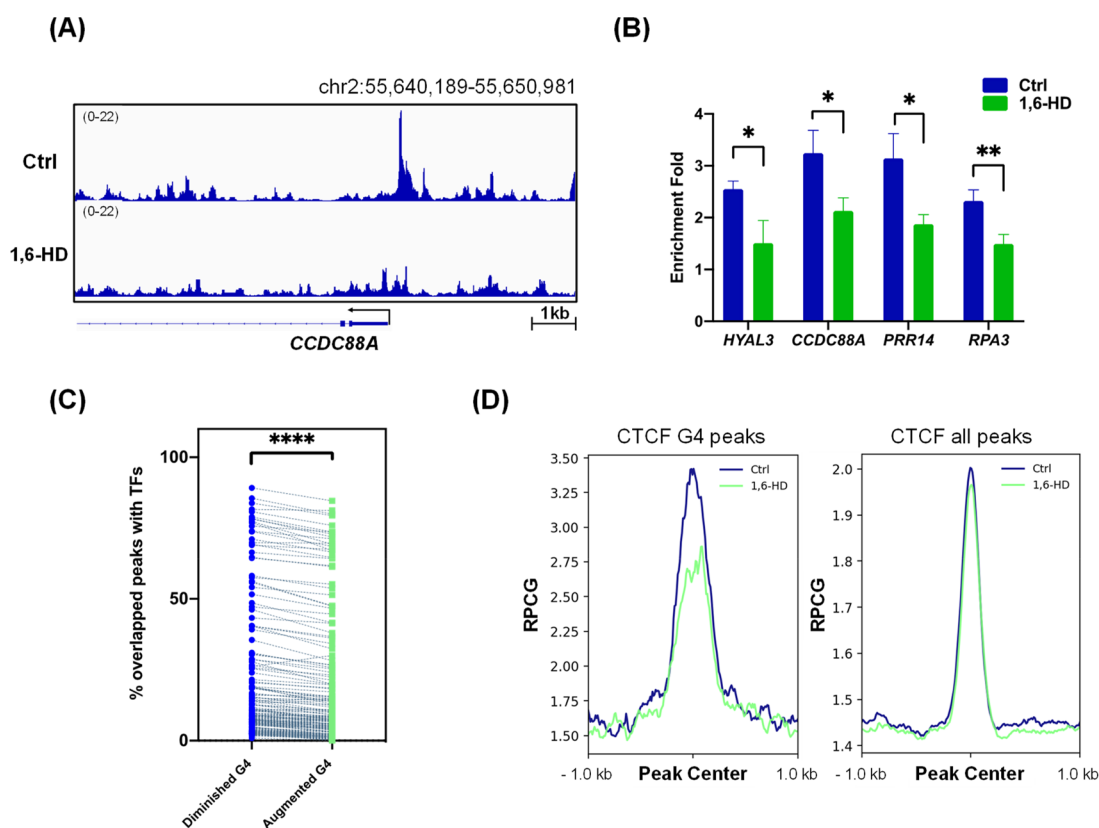 (A)
chr2:55,640,189-55,650,981
(0-22)
Ctrl
(0-22)
1,6-HD
1kb
CCDC88A
(B)
Ctrl
1,6-HD
Enrichment Fold
4
3
2
1
0
*
*
*
**
HYAL3 CCDC88A PRR14 RPA3
(C)
****
% overlapped peaks with TFs
100
50
0
Diminished G4
Augmented G4
(D)
CTCF G4 peaks
Ctrl
1,6-HD
RPCG
3.50
3.25
3.00
2.75
2.50
2.25
2.00
1.75
1.50
- 1.0 kb Peak Center 1.0 kb
CTCF all peaks
Ctrl
1,6-HD
RPCG
2.0
1.9
1.8
1.7
1.6
1.5
1.4
- 1.0 kb Peak Center 1.0 kb